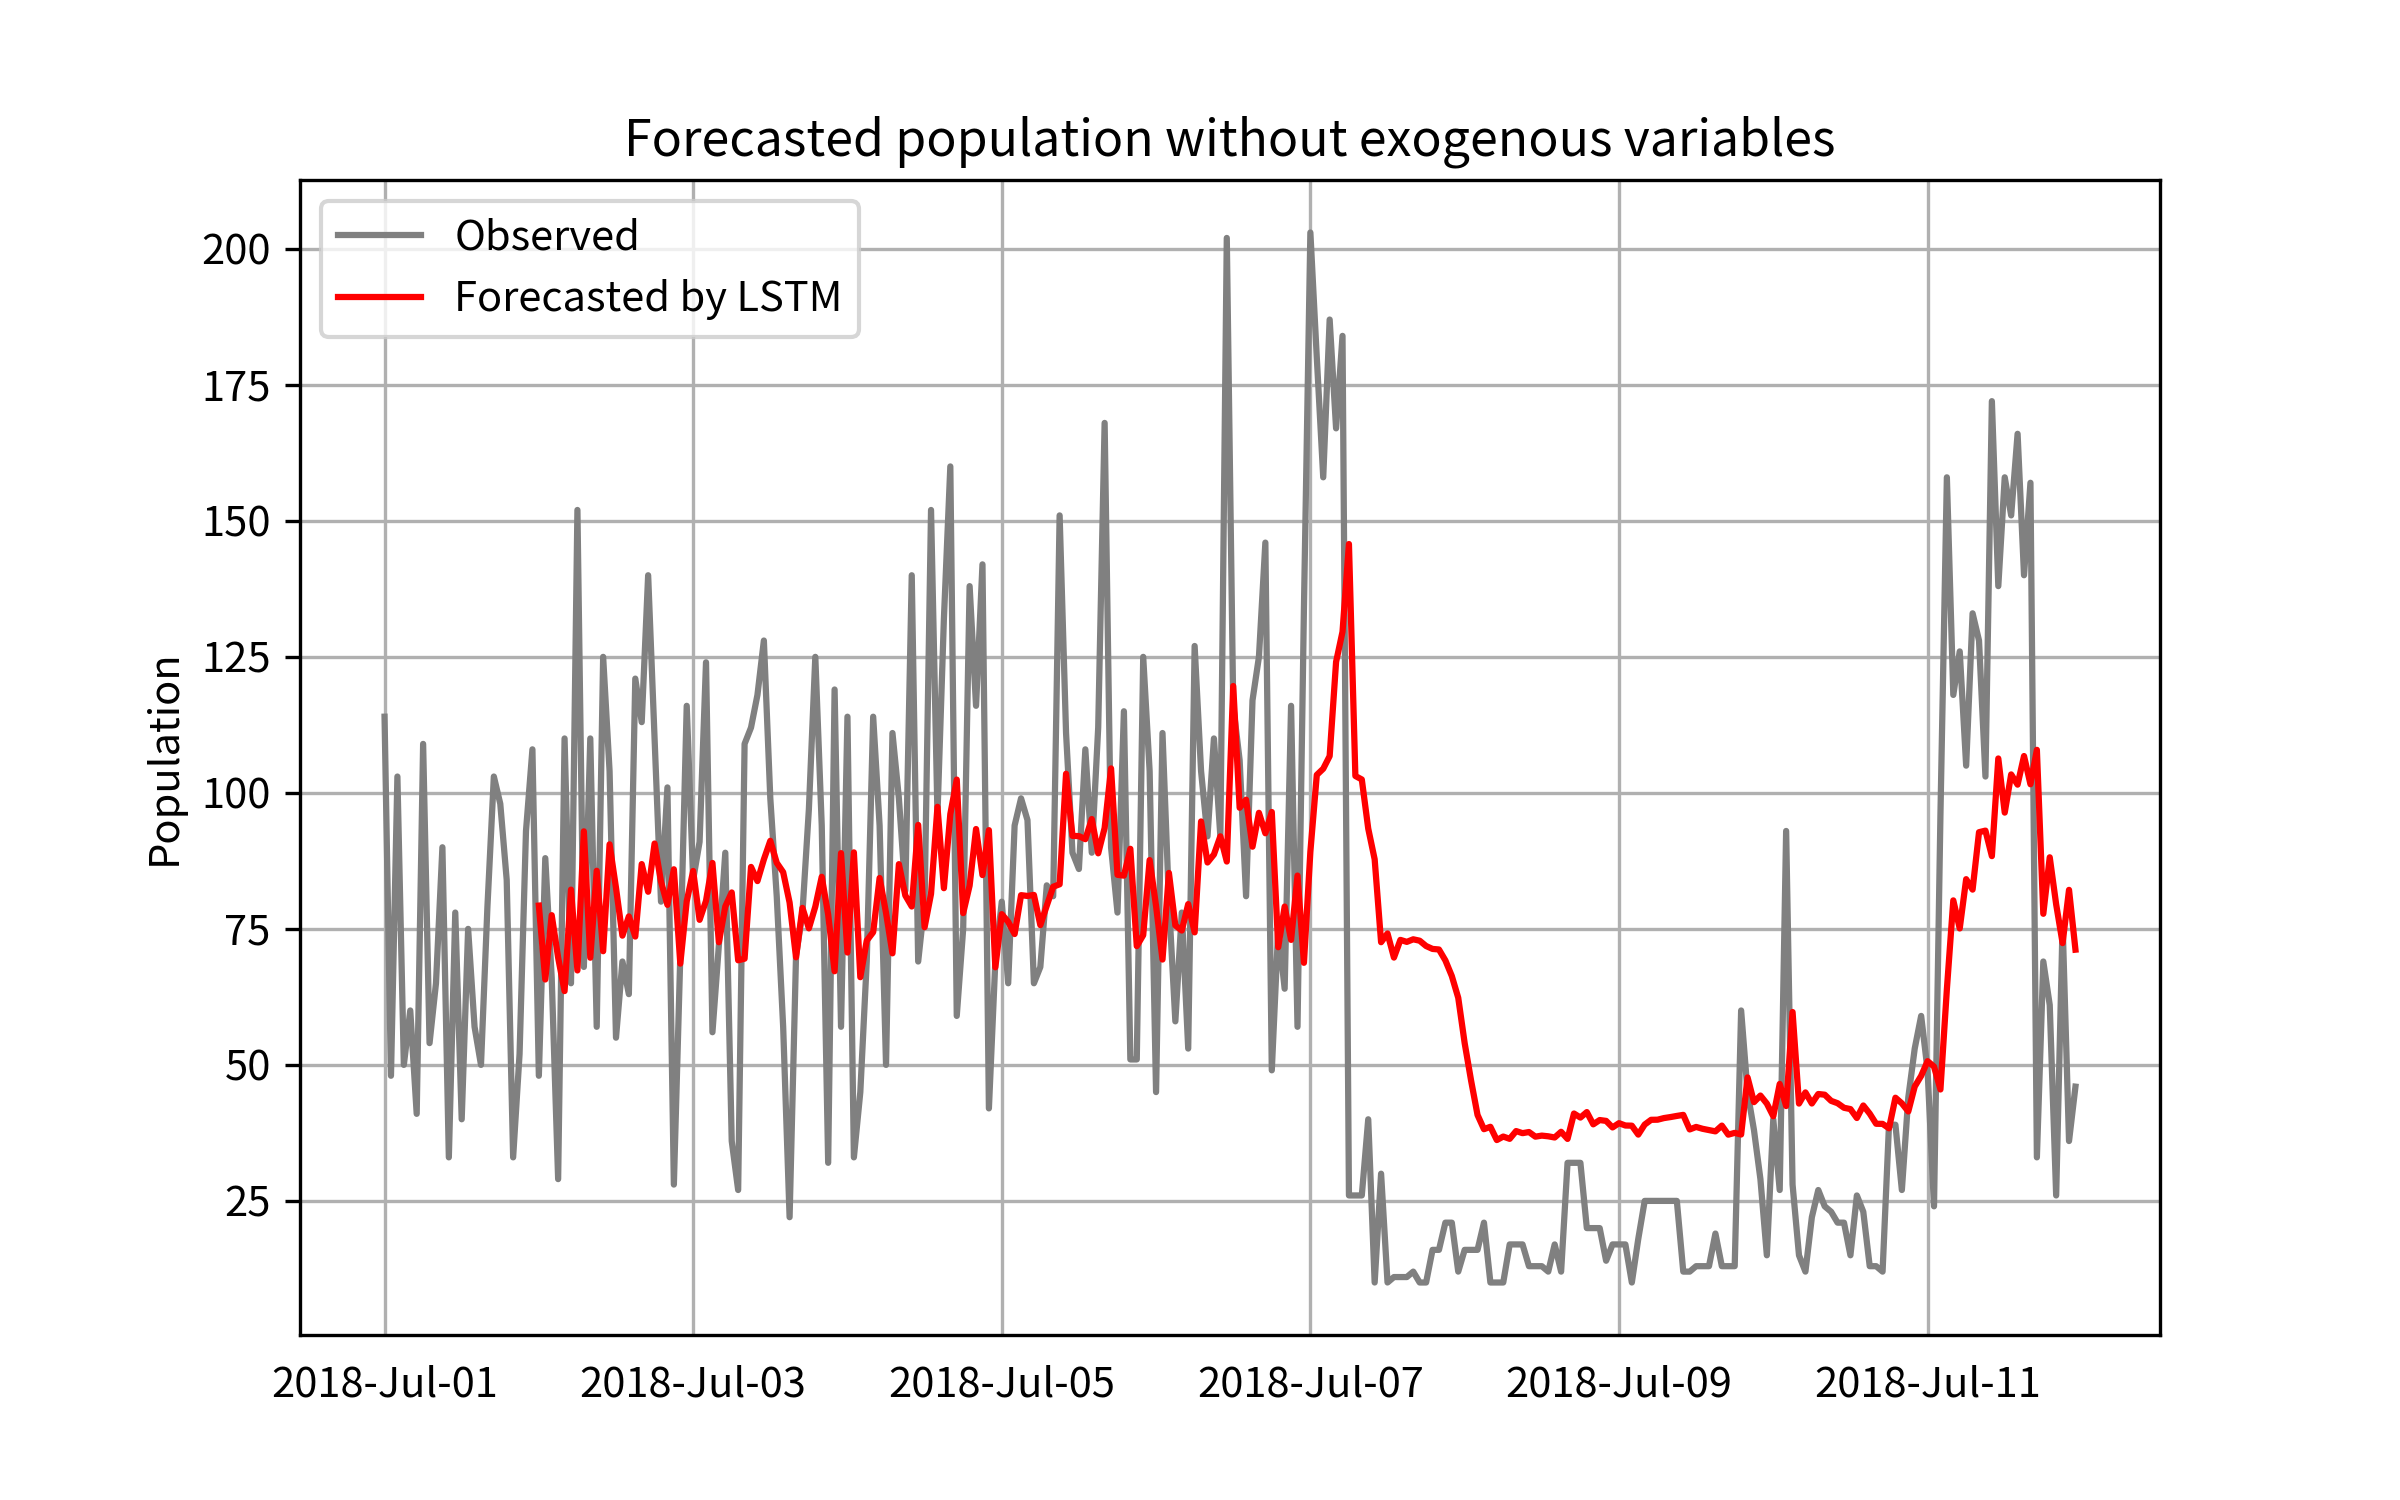 Forecasted population without exogenous variables
Observed
Forecasted by LSTM
Population
200
175
150
125
100
75
50
25
2018-Jul-01 2018-Jul-03 2018-Jul-05 2018-Jul-07 2018-Jul-09 2018-Jul-11